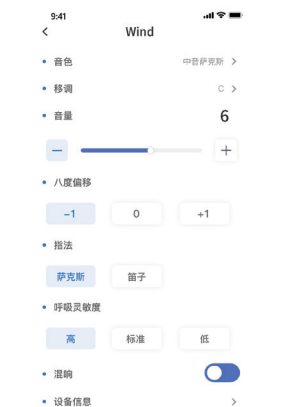 9:41
Wind
音色 中音萨克斯
移调 C
音量 6
八度偏移
-1 0 +1
指法
萨克斯 笛子
呼吸灵敏度
高 标准 低
混响
设备信息